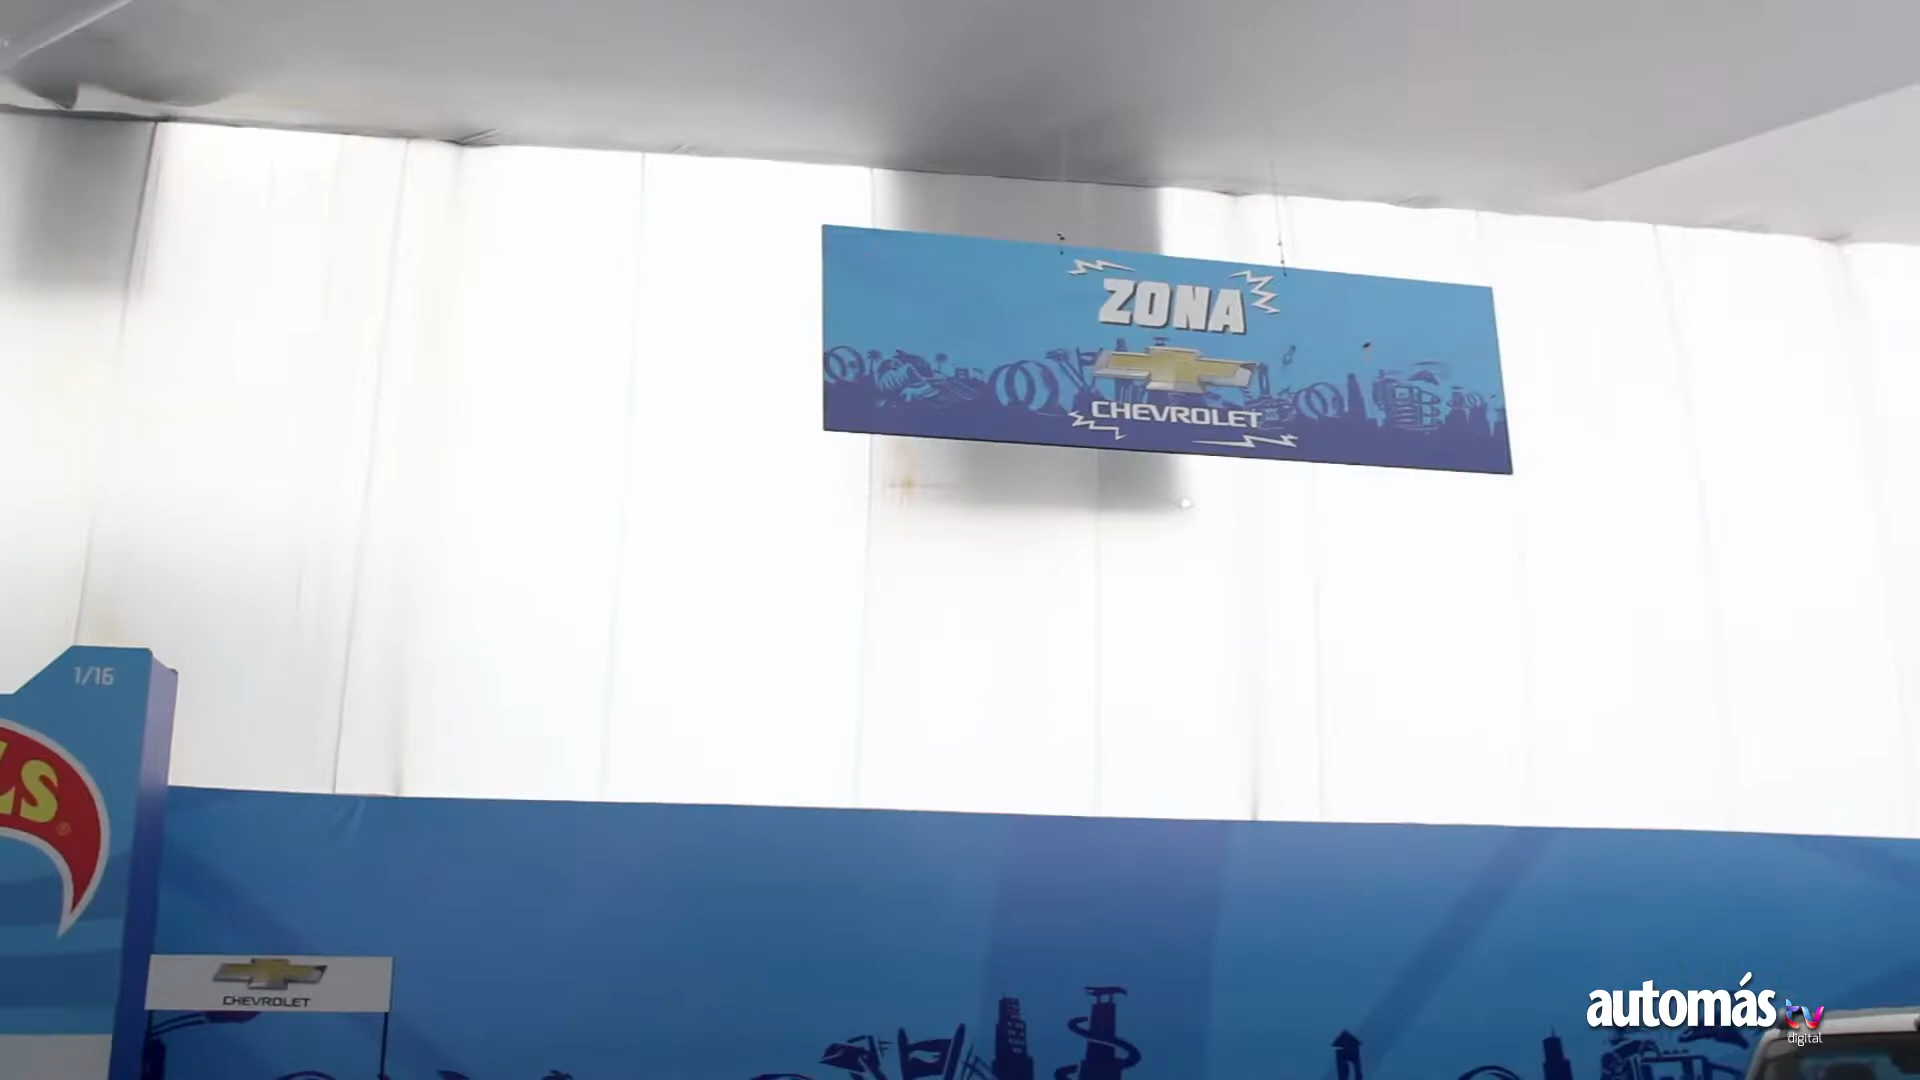 ZONA
CHEVROLET
1/16
LS®
CHEVROLET
automás tv
digital